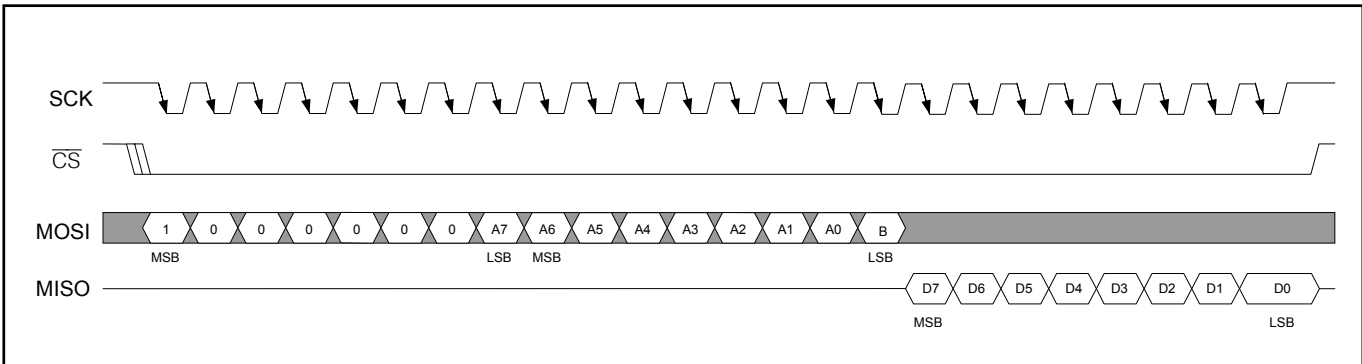 SCK
CS
MOSI 1 0 0 0 0 0 0 A7 A6 A5 A4 A3 A2 A1 A0 B
MSB LSB MSB LSB
MISO D7 D6 D5 D4 D3 D2 D1 D0
MSB LSB